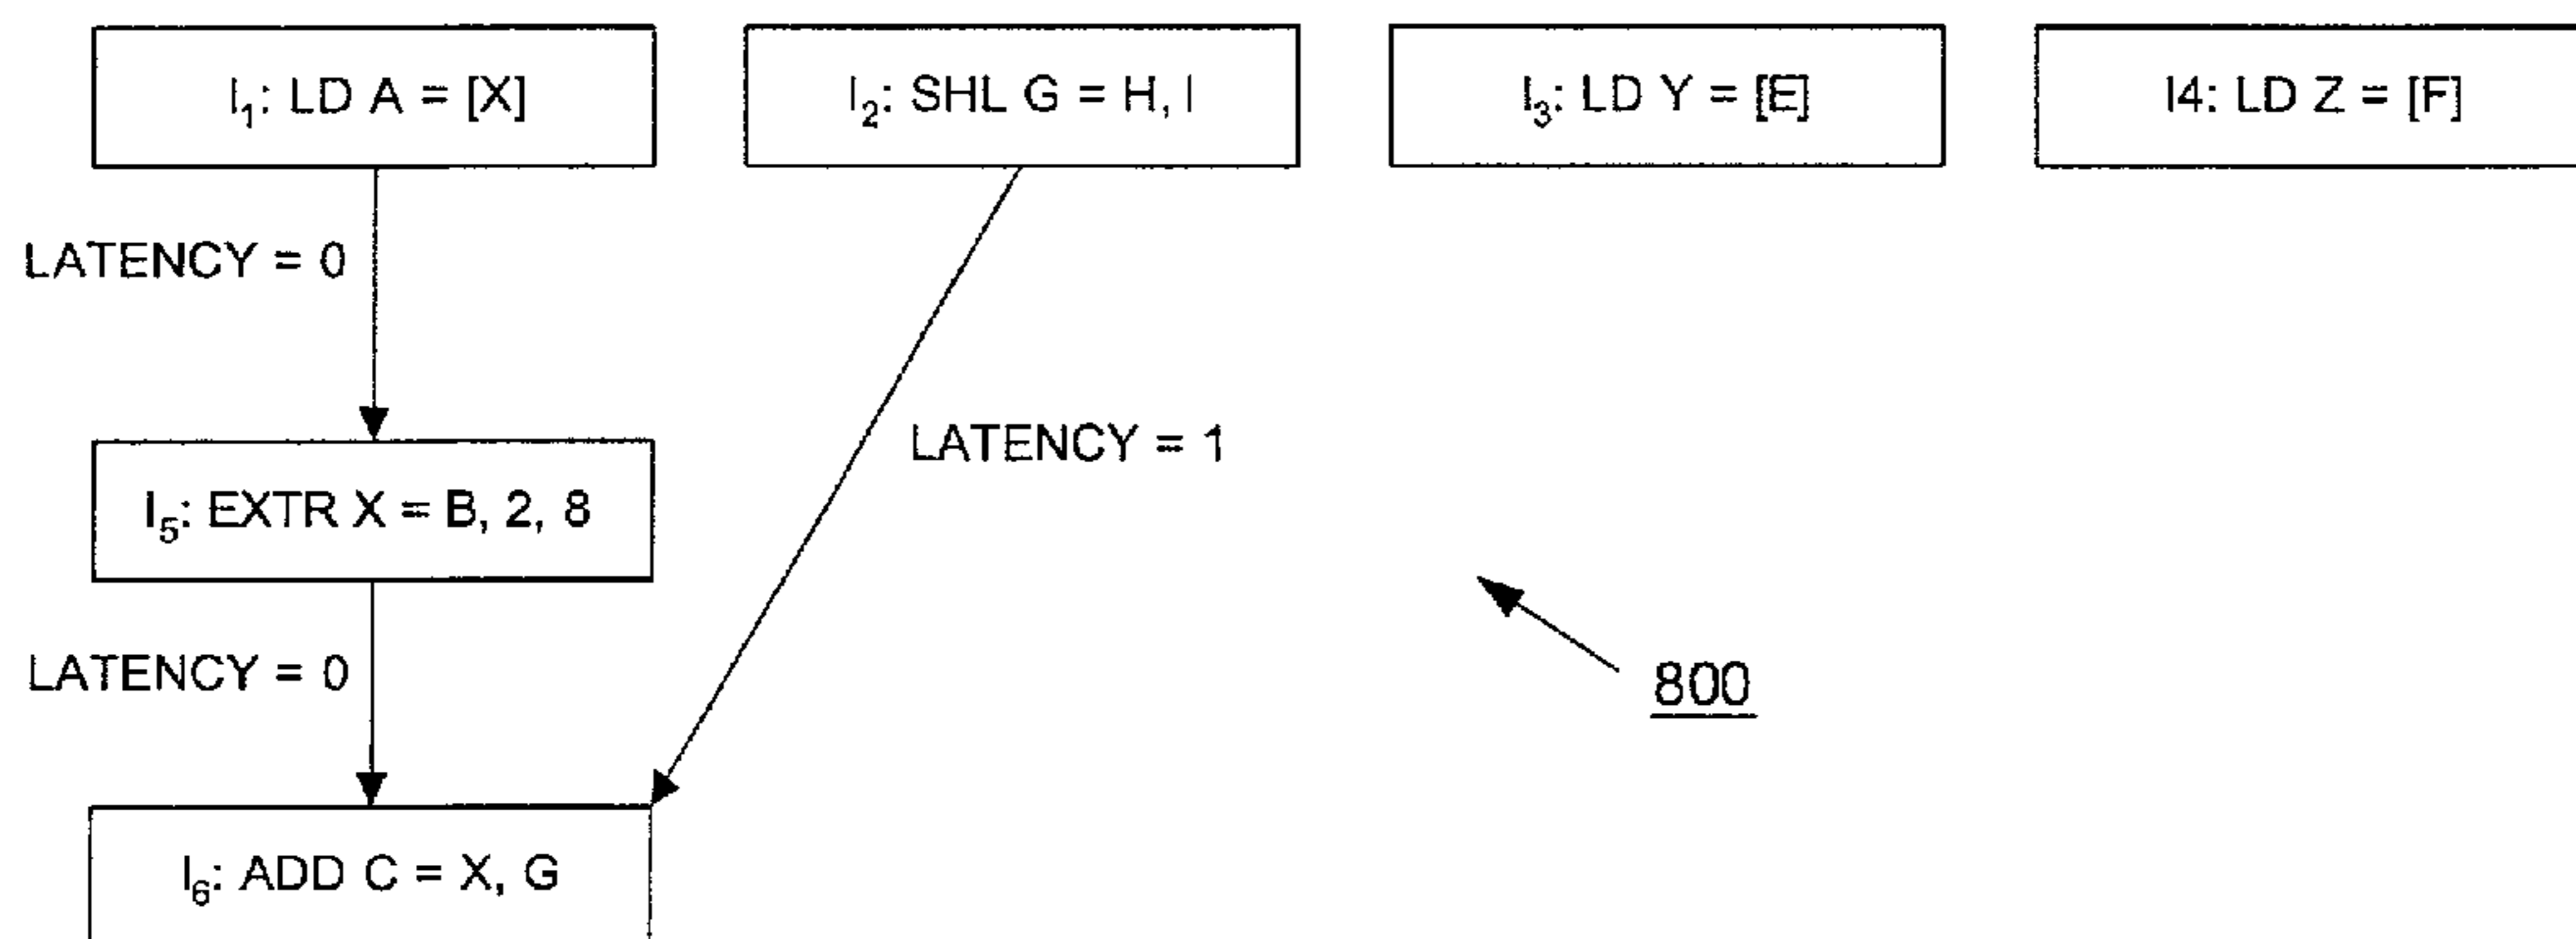 I1: LD A = [X]
I2: SHL G = H, I
I3: LD Y = [E]
I4: LD Z = [F]
LATENCY = 0
LATENCY = 1
I5: EXTR X = B, 2, 8
LATENCY = 0
800
I6: ADD C = X, G